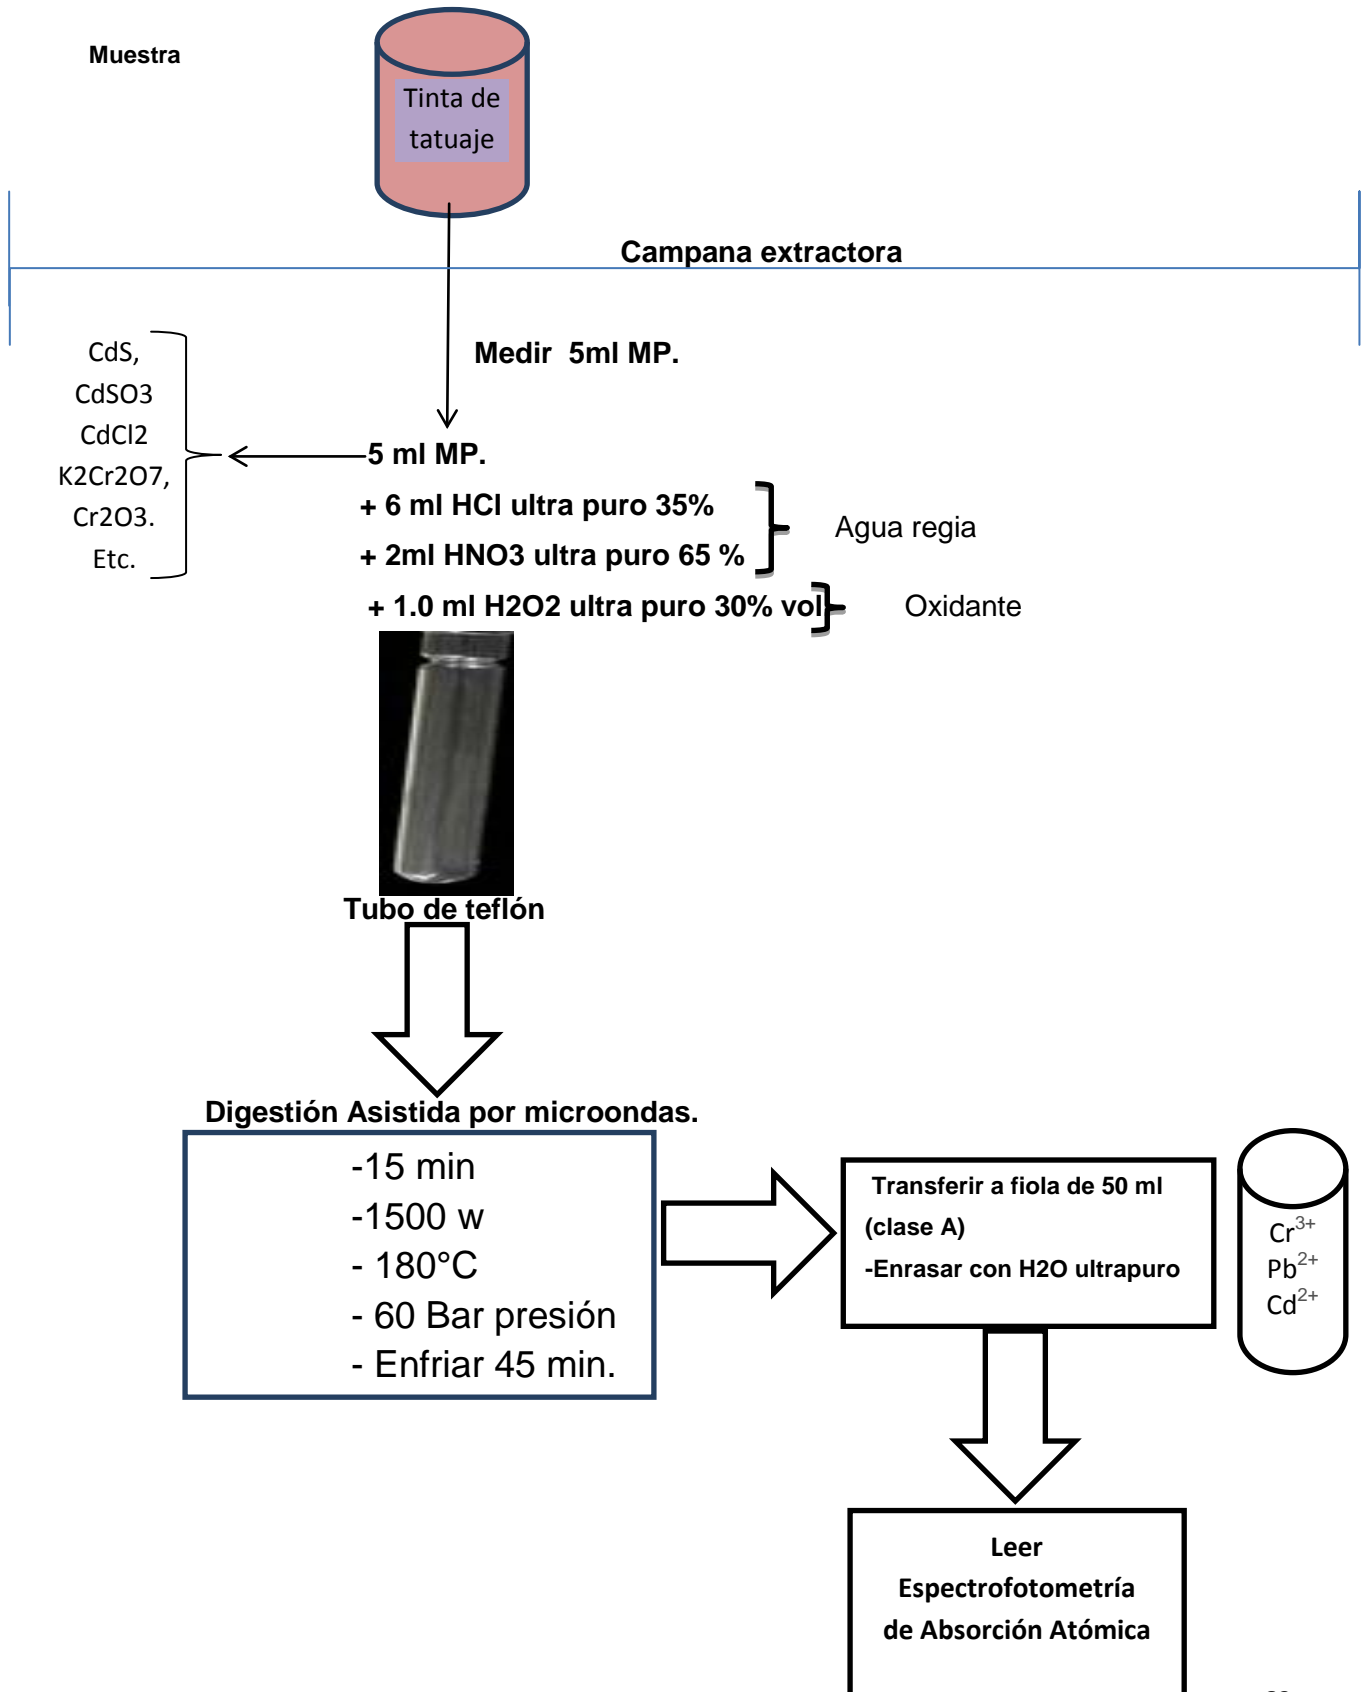 Muestra
Tinta de
tatuaje
Campana extractora
Medir 5ml MP.
CdS,
CdSO3
CdCl2
K2Cr2O7,
Cr2O3.
Etc.
5 ml MP.
+ 6 ml HCl ultra puro 35%
+ 2ml HNO3 ultra puro 65 %
Agua regia
+ 1.0 ml H2O2 ultra puro 30% vol
Oxidante
Tubo de teflón
Digestión Asistida por microondas.
-15 min
-1500 w
- 180°C
- 60 Bar presión
- Enfriar 45 min.
Transferir a fiola de 50 ml
(clase A)
-Enrasar con H2O ultrapuro
Cr³⁺
Pb²⁺
Cd²⁺
Leer
Espectrofotometría
de Absorción Atómica